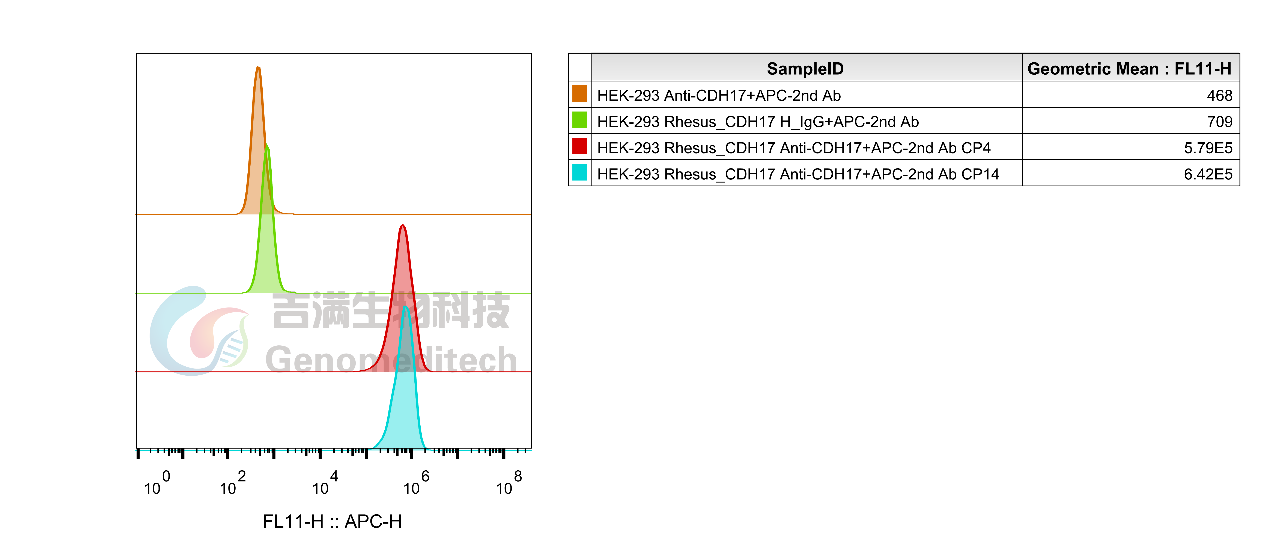 SampleID Geometric Mean : FL11-H
HEK-293 Anti-CDH17+APC-2nd Ab 468
HEK-293 Rhesus_CDH17 H_IgG+APC-2nd Ab 709
HEK-293 Rhesus_CDH17 Anti-CDH17+APC-2nd Ab CP4 5.79E5
HEK-293 Rhesus_CDH17 Anti-CDH17+APC-2nd Ab CP14 6.42E5
吉满生物科技
Genomeditech
10^0 10^2 10^4 10^6 10^8
FL11-H :: APC-H